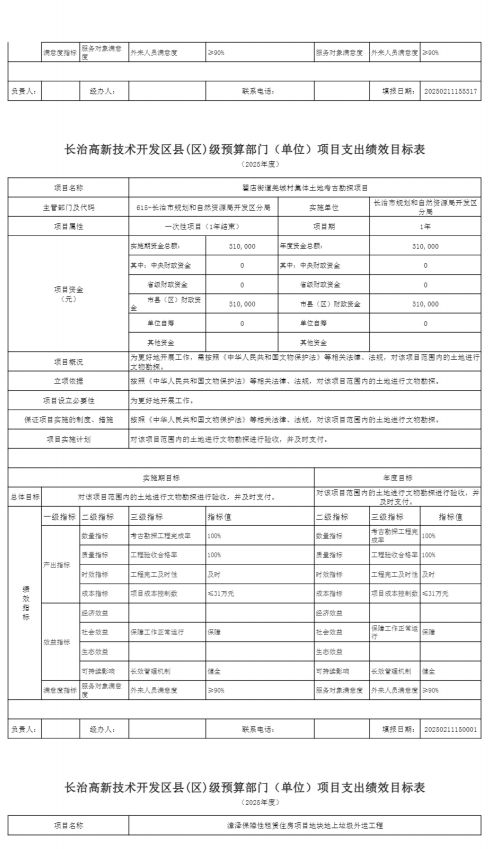 满意度指标 服务对象满意度 外来人员满意度 ≥90% 服务对象满意度 外来人员满意度 ≥90%
负责人： 经办人： 联系电话： 填报日期： 20250211155317
长治高新技术开发区县(区)级预算部门（单位）项目支出绩效目标表
（2025年度）
项目名称 街道 村集体土地考古勘探项目
主管部门及代码 615-长治市规划和自然资源局开发区分局 实施单位 长治市规划和自然资源局开发区分局
项目属性 一次性项目（1年结束） 项目期 1年
项目资金（元） 实施期资金总额： 310,000 年度资金总额： 310,000
其中：中央财政资金 0 其中：中央财政资金 0
省级财政资金 0 省级财政资金 0
市县（区）财政资金 310,000 市县（区）财政资金 310,000
单位自筹 0 单位自筹 0
其他资金 其他资金
项目概况 为更好地开展工作，需按照《中华人民共和国文物保护法》等相关法律、法规，对该项目范围内的土地进行文物勘探。
立项依据 按照《中华人民共和国文物保护法》等相关法律、法规，对该项目范围内的土地进行文物勘探。
项目设立必要性 为更好地开展工作。
保证项目实施的制度、措施 按照《中华人民共和国文物保护法》等相关法律、法规，对该项目范围内的土地进行文物勘探。
项目实施计划 对该项目范围内的土地进行文物勘探进行验收，并及时支付。
实施期目标 年度目标
总体目标 对该项目范围内的土地进行文物勘探进行验收，并及时支付。 对该项目范围内的土地进行文物勘探进行验收，并及时支付。
绩效指标 一级指标 二级指标 三级指标 指标值 二级指标 三级指标 指标值
产出指标 数量指标 考古勘探工程完成率 100% 数量指标 考古勘探工程完成率 100%
质量指标 工程验收合格率 100% 质量指标 工程验收合格率 100%
时效指标 工程完工及时性 及时 时效指标 工程完工及时性 及时
成本指标 项目成本控制数 ≤31万元 成本指标 项目成本控制数 ≤31万元
效益指标 经济效益 经济效益
社会效益 保障工作正常运行 保障 社会效益 保障工作正常运行 保障
生态效益 生态效益
可持续影响 长效管理机制 健全 可持续影响 长效管理机制 健全
满意度指标 服务对象满意度 外来人员满意度 ≥90% 服务对象满意度 外来人员满意度 ≥90%
负责人： 经办人： 联系电话： 填报日期： 20250211150001
长治高新技术开发区县(区)级预算部门（单位）项目支出绩效目标表
（2025年度）
项目名称 漳泽保障性租赁住房项目地块地上垃圾外运工程